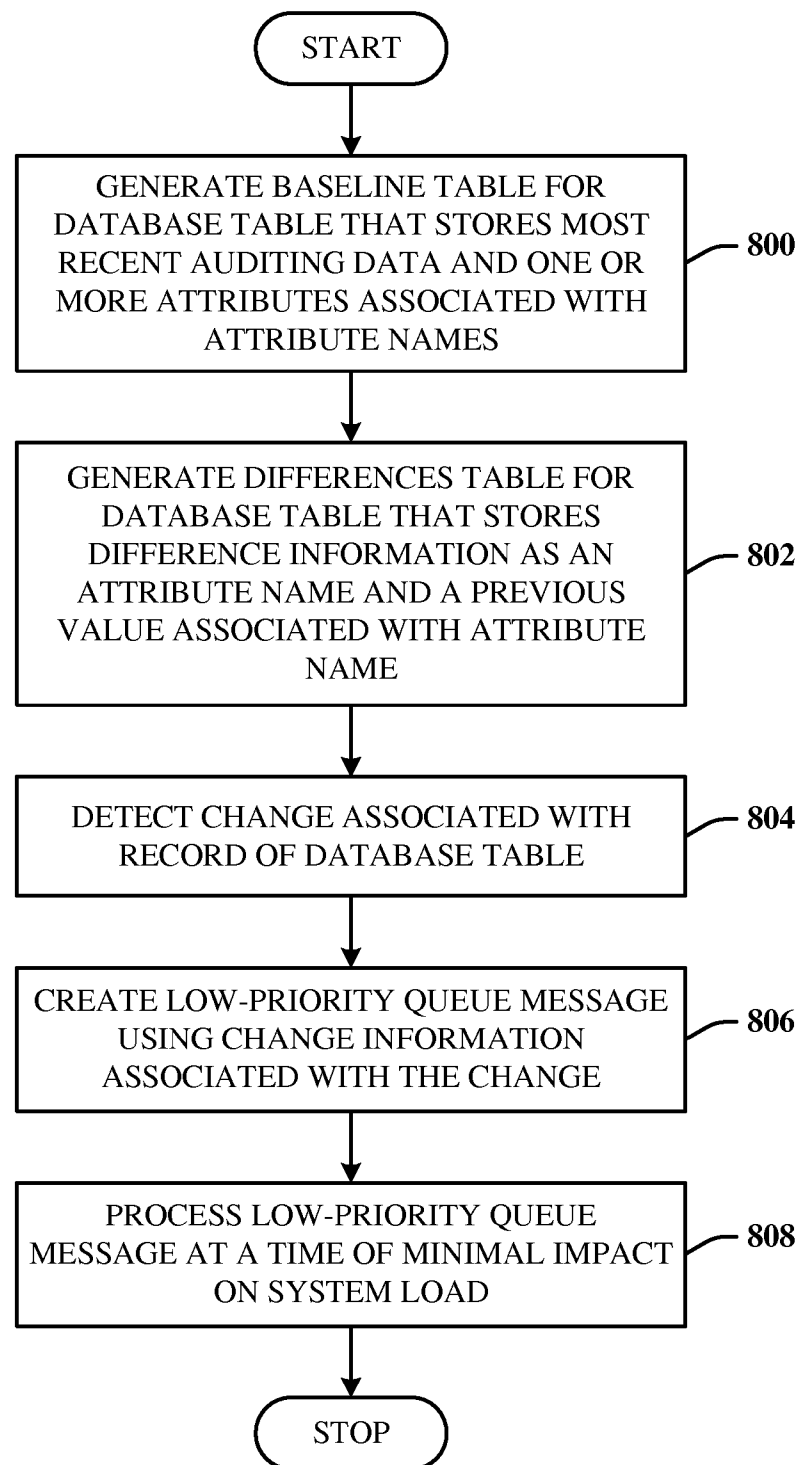 START
GENERATE BASELINE TABLE FOR
DATABASE TABLE THAT STORES MOST
RECENT AUDITING DATA AND ONE OR
MORE ATTRIBUTES ASSOCIATED WITH
ATTRIBUTE NAMES
800
GENERATE DIFFERENCES TABLE FOR
DATABASE TABLE THAT STORES
DIFFERENCE INFORMATION AS AN
ATTRIBUTE NAME AND A PREVIOUS
VALUE ASSOCIATED WITH ATTRIBUTE
NAME
802
DETECT CHANGE ASSOCIATED WITH
RECORD OF DATABASE TABLE
804
CREATE LOW-PRIORITY QUEUE MESSAGE
USING CHANGE INFORMATION
ASSOCIATED WITH THE CHANGE
806
PROCESS LOW-PRIORITY QUEUE
MESSAGE AT A TIME OF MINIMAL IMPACT
ON SYSTEM LOAD
808
STOP